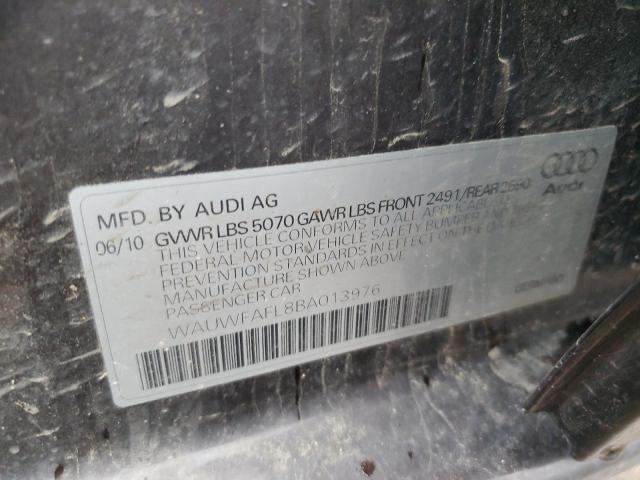 MFD. BY AUDI AG
06/10 GVWR LBS 5070 GAWR LBS FRONT 2491/REAR
THIS VEHICLE CONFORMS TO ALL APPLICABLE
FEDERAL MOTOR VEHICLE SAFETY BUMPER AND
PREVENTION STANDARDS IN EFFECT ON THE DATE OF
MANUFACTURE SHOWN ABOVE
PASSENGER CAR
WAUWFAFL8BA013976
Audi